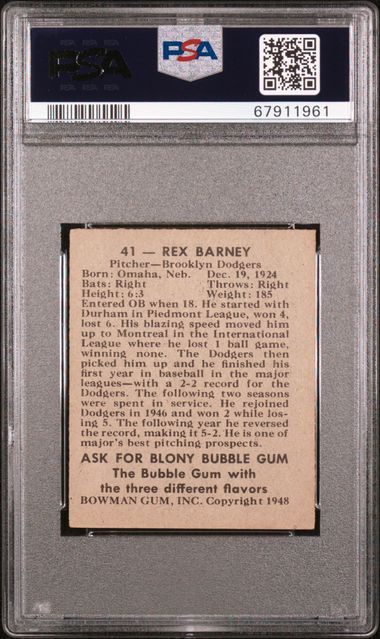 PSA
PSA
67911961
41 — REX BARNEY
Pitcher—Brooklyn Dodgers
Born: Omaha, Neb. Dec. 19, 1924
Bats: Right Throws: Right
Height: 6:3 Weight: 185
Entered OB when 18. He started with
Durham in Piedmont League, won 4,
lost 6. His blazing speed moved him
up to Montreal in the International
League where he lost 1 ball game,
winning none. The Dodgers then
picked him up and he finished his
first year in baseball in the major
leagues—with a 2-2 record for the
Dodgers. The following two seasons
were spent in service. He rejoined
Dodgers in 1946 and won 2 while los-
ing 5. The following year he reversed
the record, making it 5-2. He is one of
major's best pitching prospects.
ASK FOR BLONY BUBBLE GUM
The Bubble Gum with
the three different flavors
BOWMAN GUM, INC. Copyright 1948